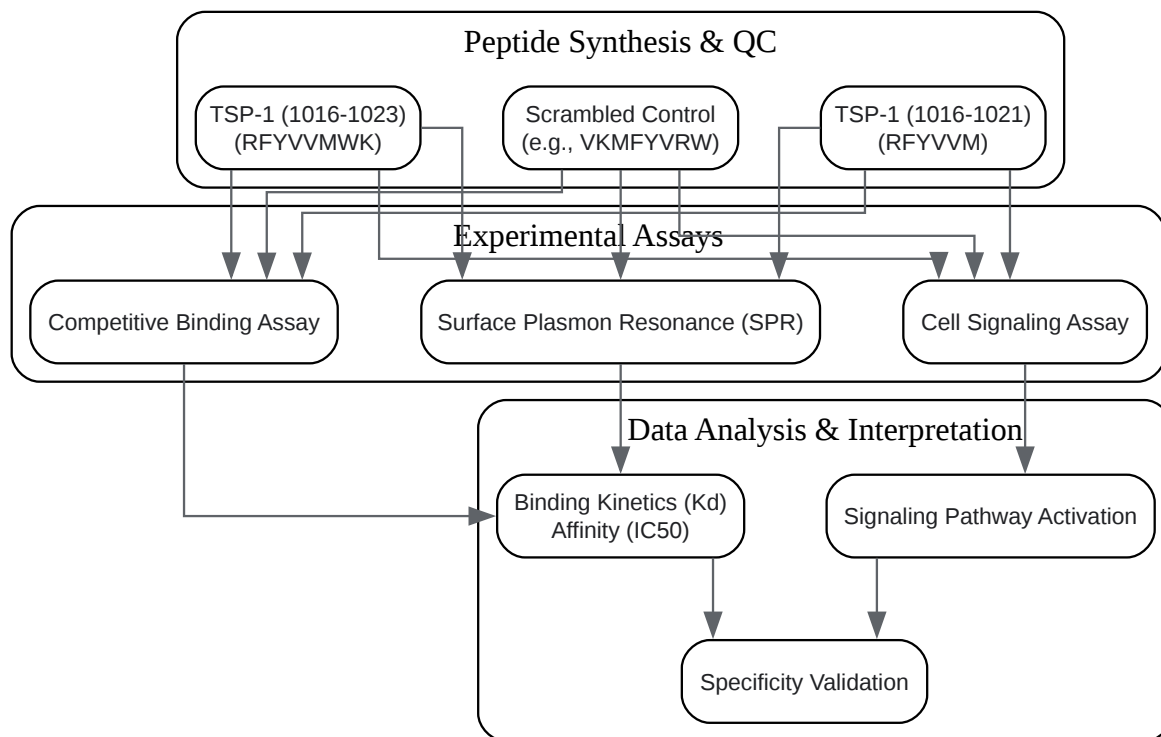 Peptide Synthesis & QC
TSP-1 (1016-1023)
(RFYVVMWK)
Scrambled Control
(e.g., VKMFYVRW)
TSP-1 (1016-1021)
(RFYVVM)
Experimental Assays
Competitive Binding Assay
Surface Plasmon Resonance (SPR)
Cell Signaling Assay
Data Analysis & Interpretation
Binding Kinetics (Kd)
Affinity (IC50)
Signaling Pathway Activation
Specificity Validation